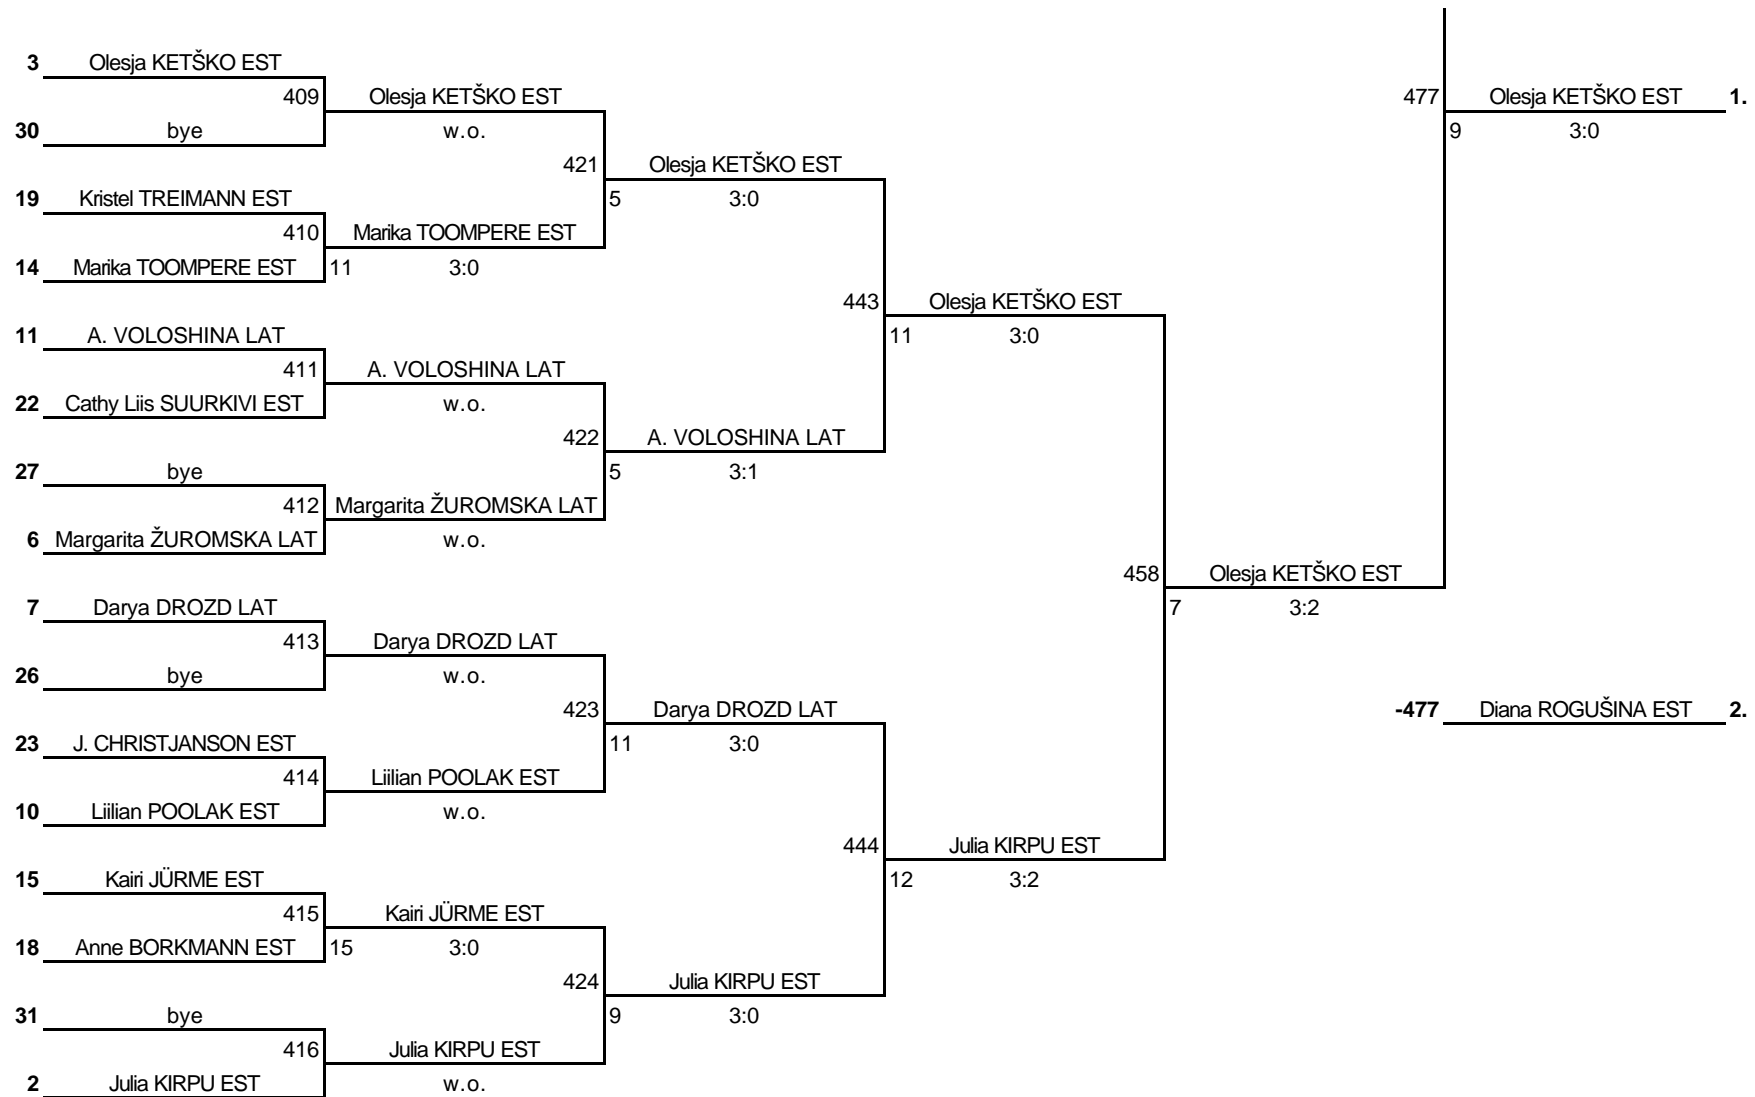 3 Olesja KETŠKO EST
409 Olesja KETŠKO EST 477 Olesja KETŠKO EST 1.
30 bye w.o. 9 3:0
421 Olesja KETŠKO EST
19 Kristel TREIMANN EST 5 3:0
410 Marika TOOMPERE EST
14 Marika TOOMPERE EST 11 3:0
443 Olesja KETŠKO EST
11 A. VOLOSHINA LAT 11 3:0
411 A. VOLOSHINA LAT
22 Cathy Liis SUURKIVI EST w.o.
422 A. VOLOSHINA LAT
27 bye 5 3:1
412 Margarita ŽUROMSKA LAT
6 Margarita ŽUROMSKA LAT w.o.
458 Olesja KETŠKO EST
7 Darya DROZD LAT 7 3:2
413 Darya DROZD LAT
26 bye w.o.
423 Darya DROZD LAT -477 Diana ROGUŠINA EST 2.
23 J. CHRISTJANSON EST 11 3:0
414 Liilian POOLAK EST
10 Liilian POOLAK EST w.o.
444 Julia KIRPU EST
15 Kairi JÜRME EST 12 3:2
415 Kairi JÜRME EST
18 Anne BORKMANN EST 15 3:0
424 Julia KIRPU EST
31 bye 9 3:0
416 Julia KIRPU EST
2 Julia KIRPU EST w.o.